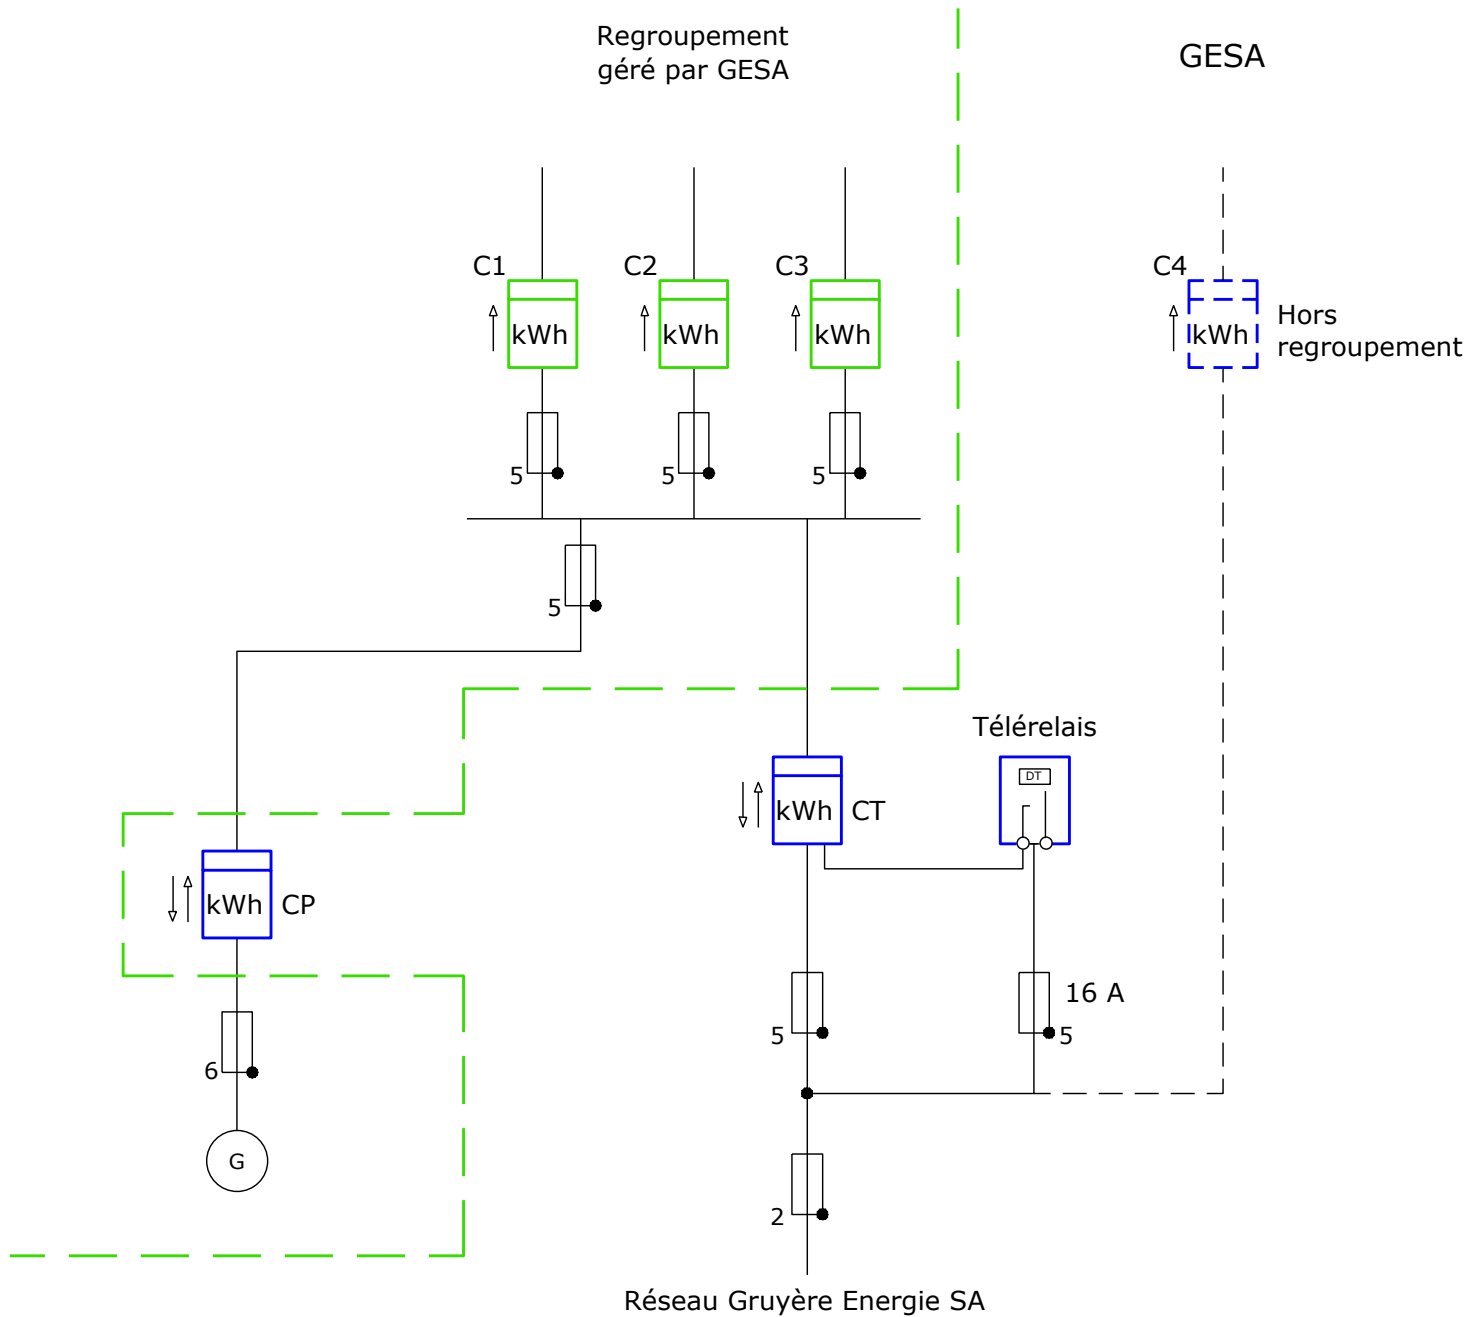 Regroupement
géré par GESA
GESA
C1
C2
C3
C4
kWh
kWh
kWh
kWh
Hors
regroupement
5
5
5
5
Télérelais
DT
kWh
CT
kWh
CP
16 A
5
5
6
G
2
Réseau Gruyère Energie SA